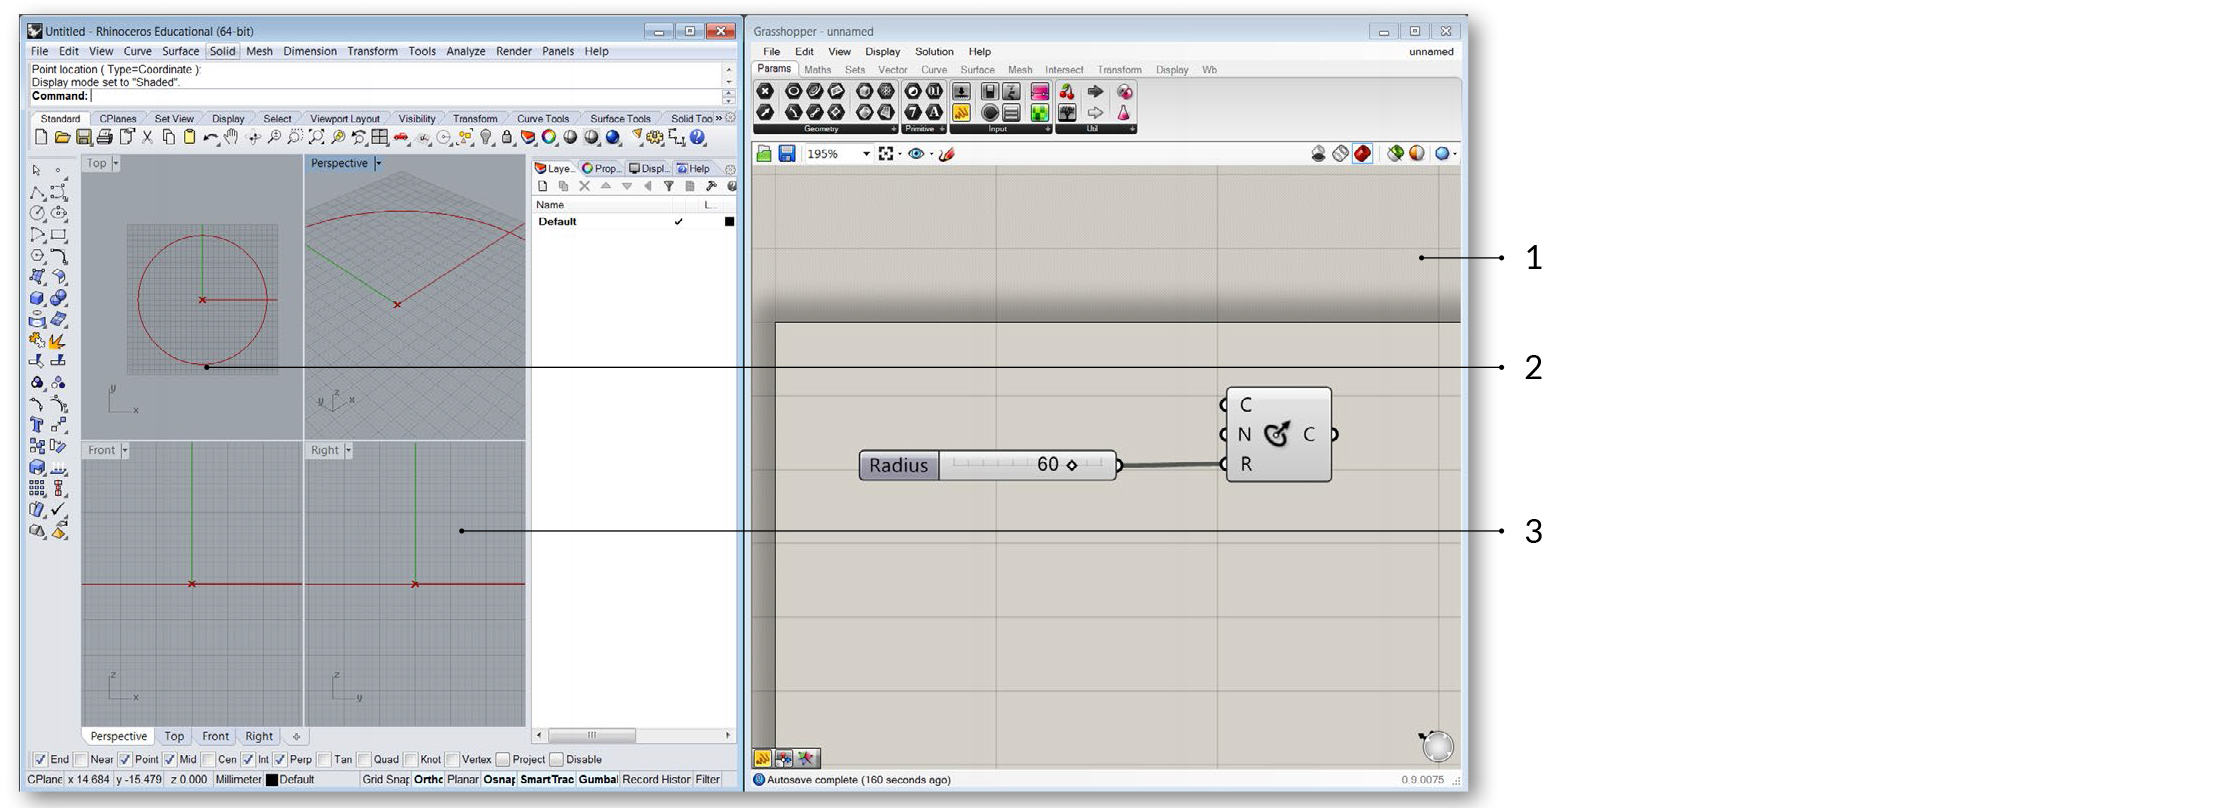 Untitled - Rhinoceros Educational (64-bit)
File Edit View Curve Surface Solid Mesh Dimension Transform Tools Analyze Render Panels Help
Point location ( Type=Coordinate ):
Display mode set to "Shaded".
Command:
Standard CPlanes Set View Display Select Viewport Layout Visibility Transform Curve Tools Surface Tools Solid Too »
Top
Perspective
Laye... Prop... Displ... Help
Name L...
Default
y
x
y z x
Front
Right
z
x
z
y
Perspective Top Front Right
End Near Point Mid Cen Int Perp Tan Quad Knot Vertex Project Disable
CPlane x 14.684 y -15.479 z 0.000 Millimeter Default Grid Snap Ortho Planar Osnap SmartTrac Gumba Record Histor Filter
Grasshopper - unnamed
File Edit View Display Solution Help unnamed
Params Maths Sets Vector Curve Surface Mesh Intersect Transform Display Wb
Geometry Primitive Input Util
195%
C
N C
R
Radius 60
Autosave complete (160 seconds ago) 0.9.0075
1
2
3